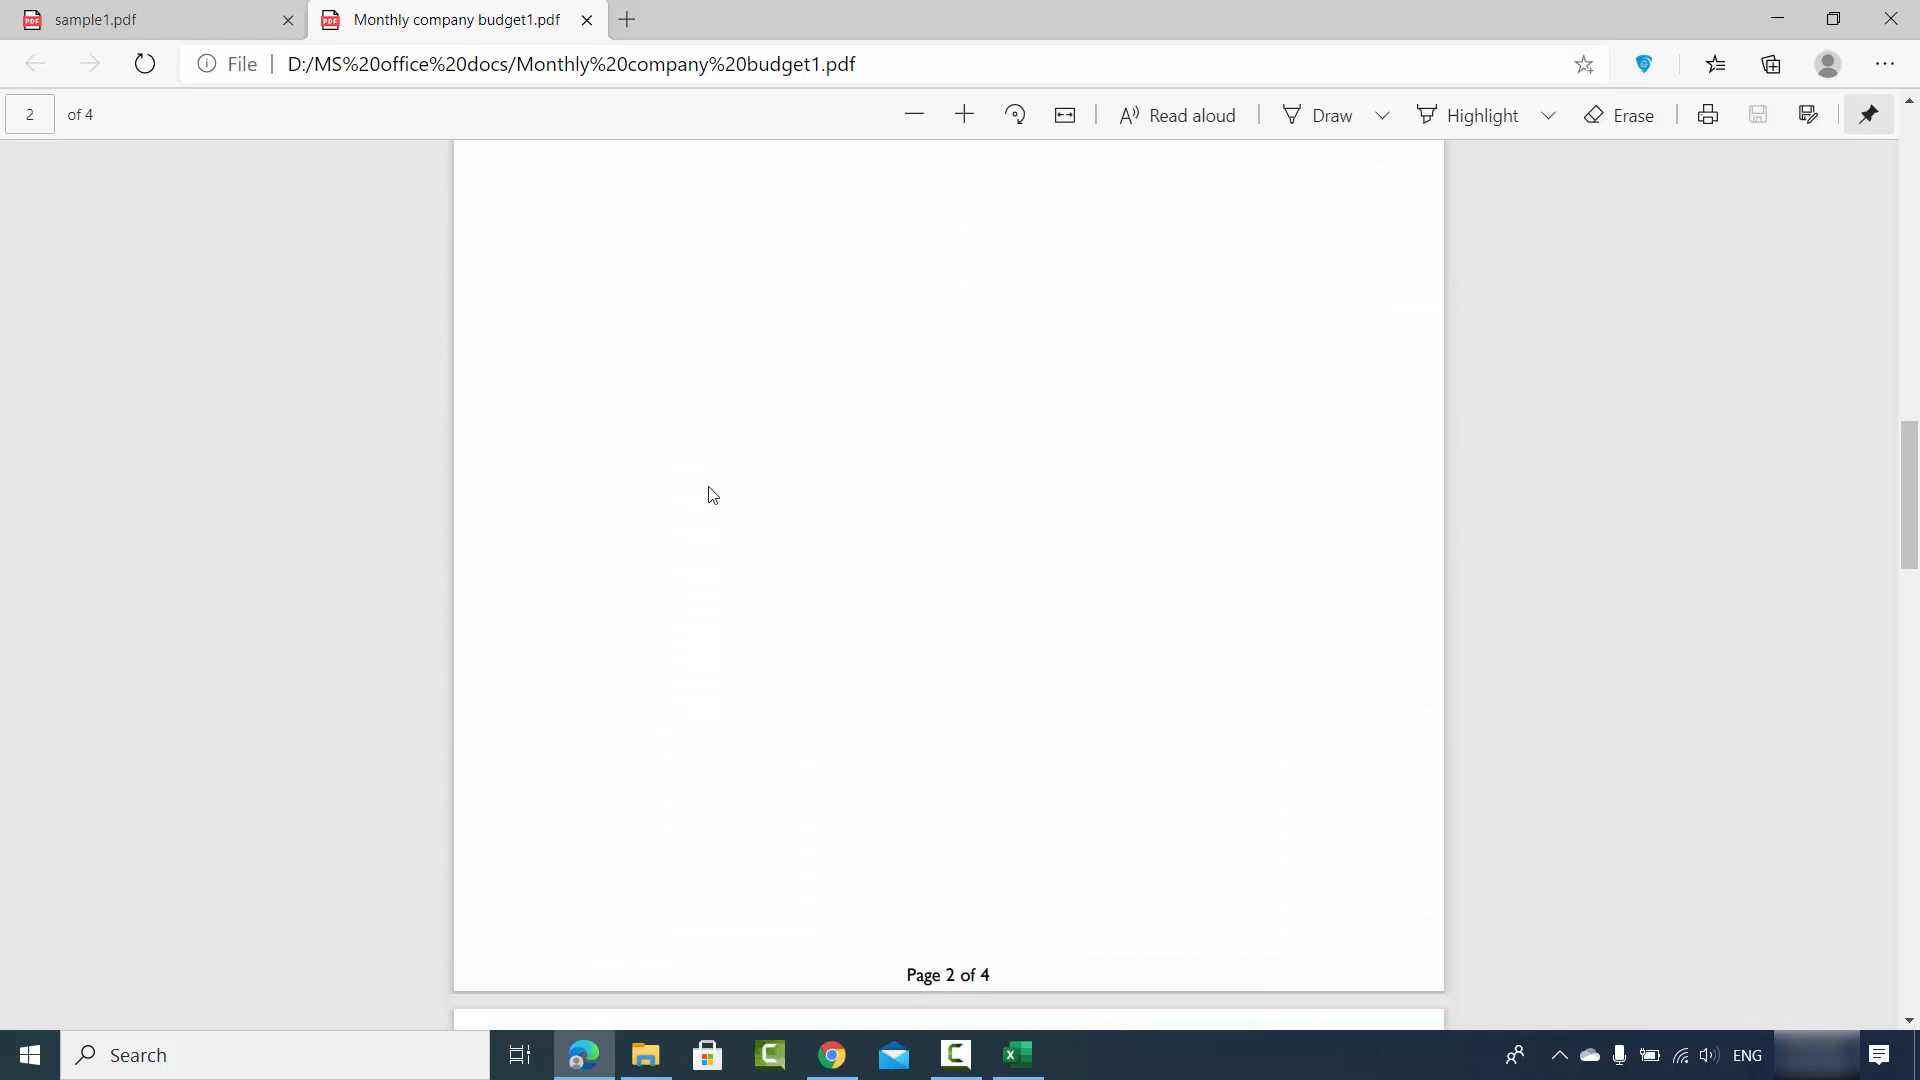 sample1.pdf
Monthly company budget1.pdf
File
D:/MS%20office%20docs/Monthly%20company%20budget1.pdf
2 of 4
Read aloud
Draw
Highlight
Erase
Page 2 of 4
Search
ENG